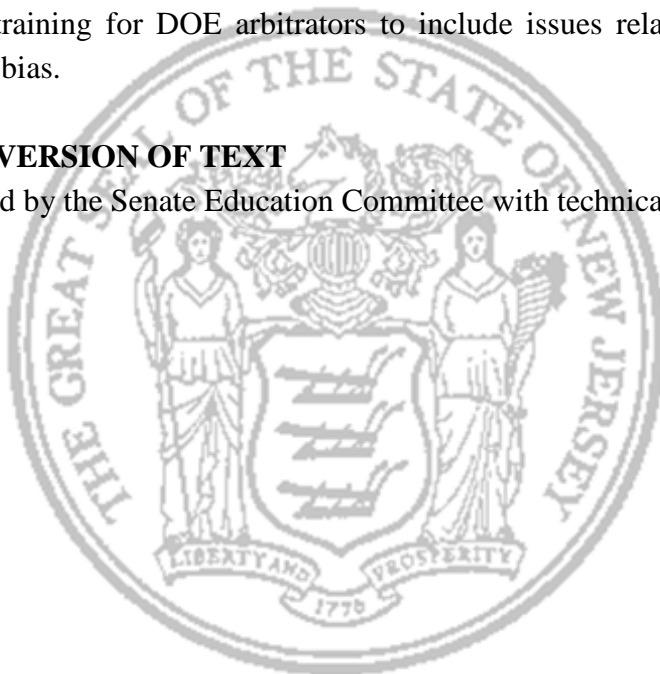 training for DOE arbitrators to include issues rela
bias.
VERSION OF TEXT
d by the Senate Education Committee with technica
THE GREAT SEAL OF THE STATE OF NEW JERSEY
LIBERTY AND PROSPERITY
1776